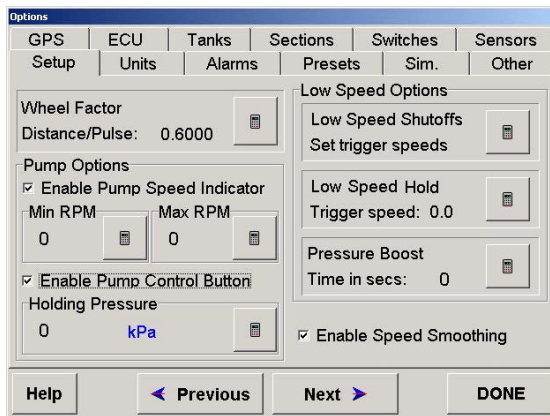 Options
GPS ECU Tanks Sections Switches Sensors
Setup Units Alarms Presets Sim. Other
Wheel Factor
Distance/Pulse: 0.6000
Pump Options
Enable Pump Speed Indicator
Min RPM
0
Max RPM
0
Enable Pump Control Button
Holding Pressure
0 kPa
Low Speed Options
Low Speed Shutoffs
Set trigger speeds
Low Speed Hold
Trigger speed: 0.0
Pressure Boost
Time in secs: 0
Enable Speed Smoothing
Help Previous Next DONE